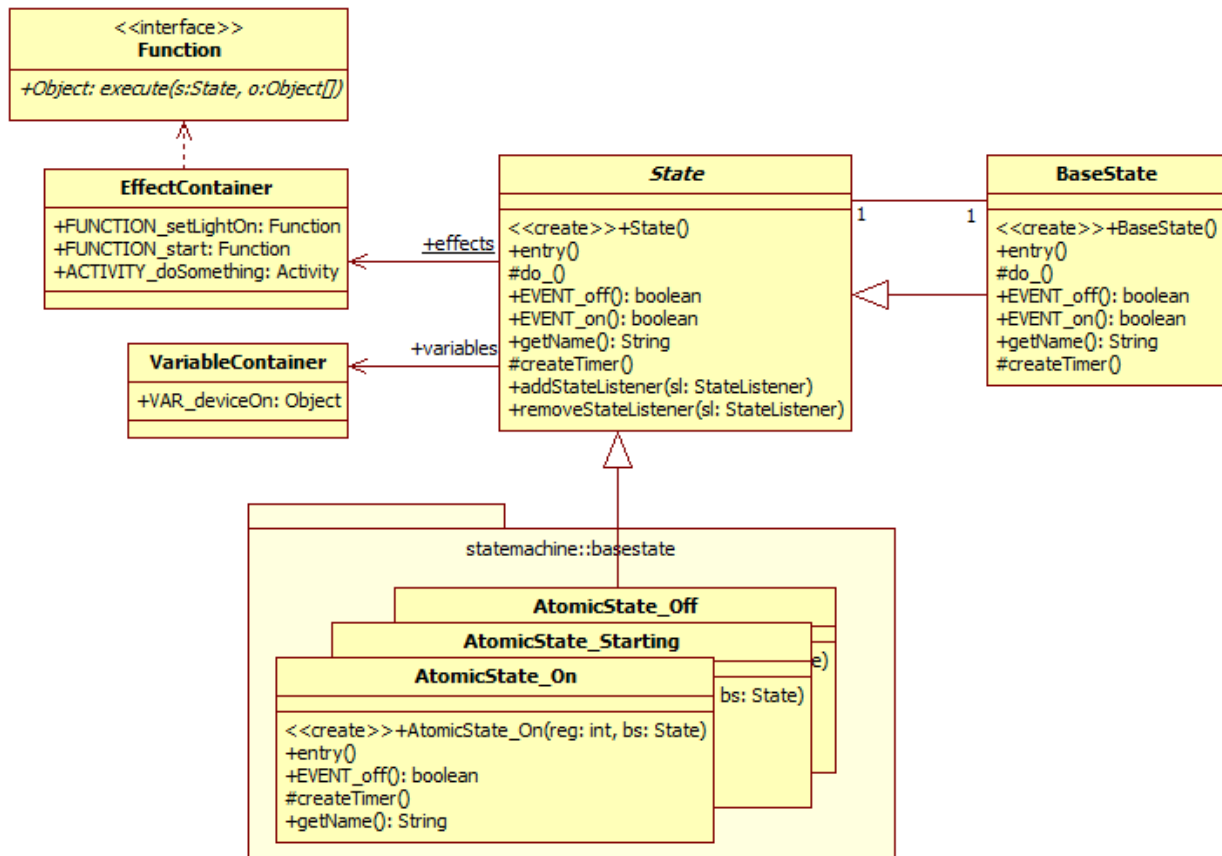 <<interface>>
Function
+Object: execute(s:State, o:Object[])
EffectContainer
+FUNCTION_setLightOn: Function
+FUNCTION_start: Function
+ACTIVITY_doSomething: Activity
+effects
VariableContainer
+VAR_deviceOn: Object
+variables
State
<<create>>+State()
+entry()
#do_()
+EVENT_off(): boolean
+EVENT_on(): boolean
+getName(): String
#createTimer()
+addStateListener(sl: StateListener)
+removeStateListener(sl: StateListener)
1
1
BaseState
<<create>>+BaseState()
+entry()
#do_()
+EVENT_off(): boolean
+EVENT_on(): boolean
+getName(): String
#createTimer()
statemachine::basestate
AtomicState_Off
e)
AtomicState_Starting
bs: State)
AtomicState_On
<<create>>+AtomicState_On(reg: int, bs: State)
+entry()
+EVENT_off(): boolean
#createTimer()
+getName(): String